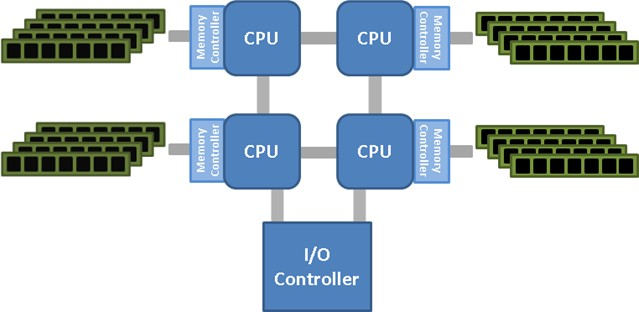 Memory
Controller
CPU
CPU
Memory
Controller
Memory
Controller
CPU
CPU
Memory
Controller
I/O
Controller